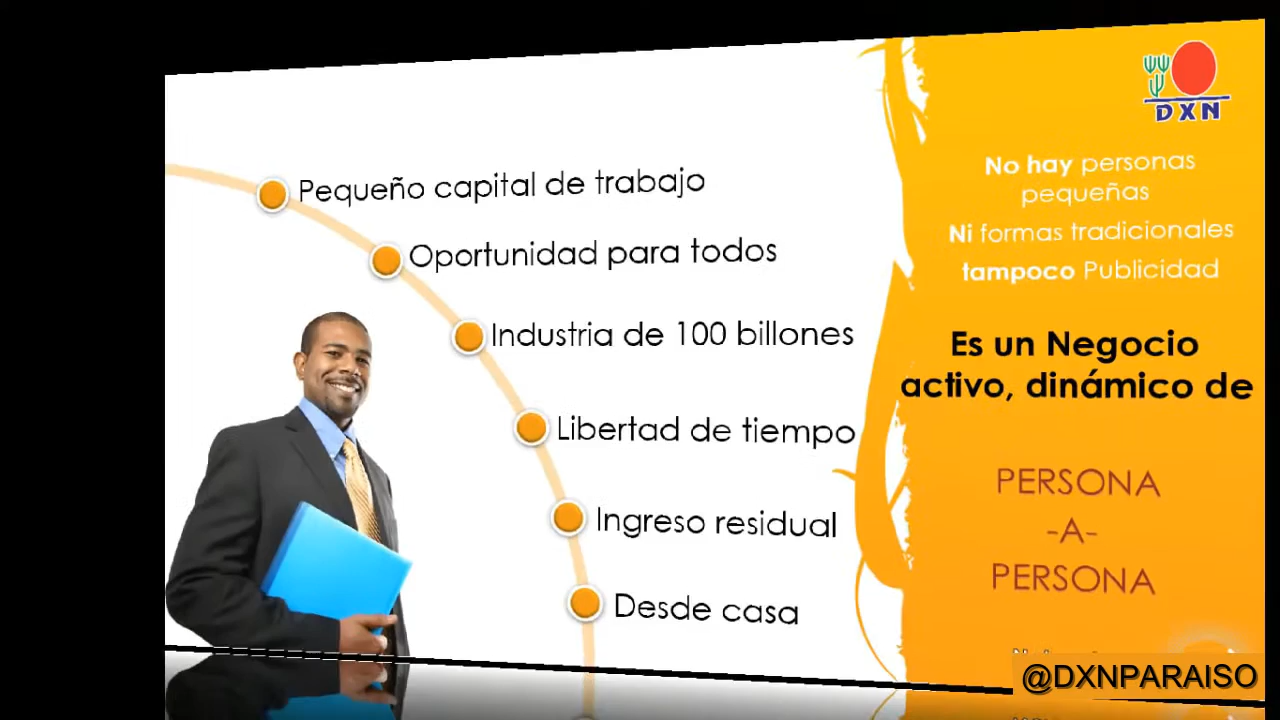 Pequeño capital de trabajo
Oportunidad para todos
Industria de 100 billones
Libertad de tiempo
Ingreso residual
Desde casa
DXN
No hay personas
pequeñas
Ni formas tradicionales
tampoco Publicidad
Es un Negocio
activo, dinámico de
PERSONA
-A-
PERSONA
@DXNPARAISO